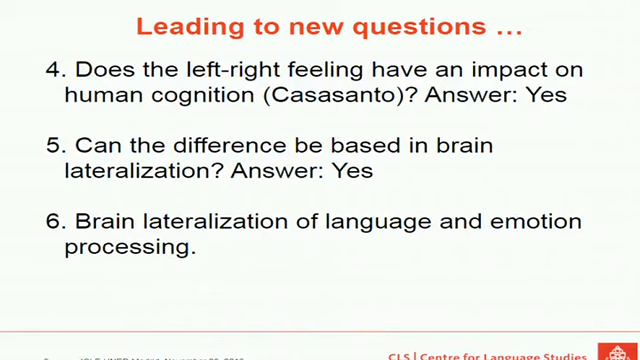 Leading to new questions ...
4. Does the left-right feeling have an impact on
human cognition (Casasanto)? Answer: Yes
5. Can the difference be based in brain
lateralization? Answer: Yes
6. Brain lateralization of language and emotion
processing.
CLS | Centre for Language Studies